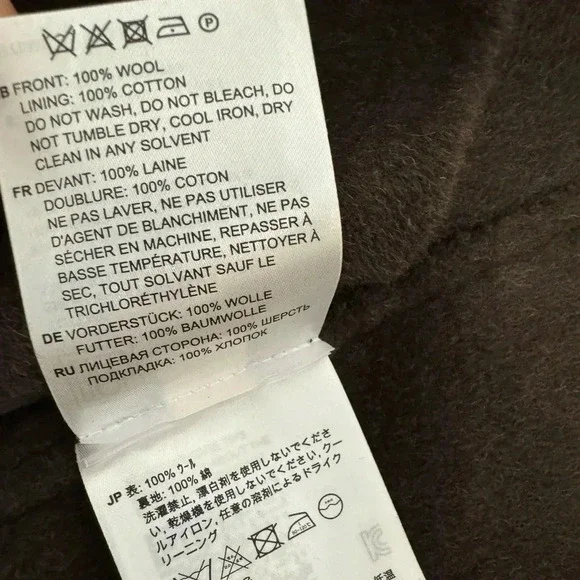 P
B FRONT: 100% WOOL
LINING: 100% COTTON
DO NOT WASH, DO NOT BLEACH, DO
NOT TUMBLE DRY, COOL IRON, DRY
CLEAN IN ANY SOLVENT
FR DEVANT: 100% LAINE
DOUBLURE: 100% COTON
NE PAS LAVER, NE PAS UTILISER
D'AGENT DE BLANCHIMENT, NE PAS
SÉCHER EN MACHINE, REPASSER À
BASSE TEMPÉRATURE, NETTOYER À
SEC, TOUT SOLVANT SAUF LE
TRICHLORÉTHYLÈNE
DE VORDERSTÜCK: 100% WOLLE
FUTTER: 100% BAUMWOLLE
RU ЛИЦЕВАЯ СТОРОНА: 100% ШЕРСТЬ
ПОДКЛАДКА: 100% ХЛОПОК
JP 表: 100% ウール
裏地: 100% 綿
洗濯禁止, 漂白剤を使用しないでくださ
い, 乾燥機を使用しないでください, クー
ルアイロン, 任意の溶剤によるドライク
リーニング